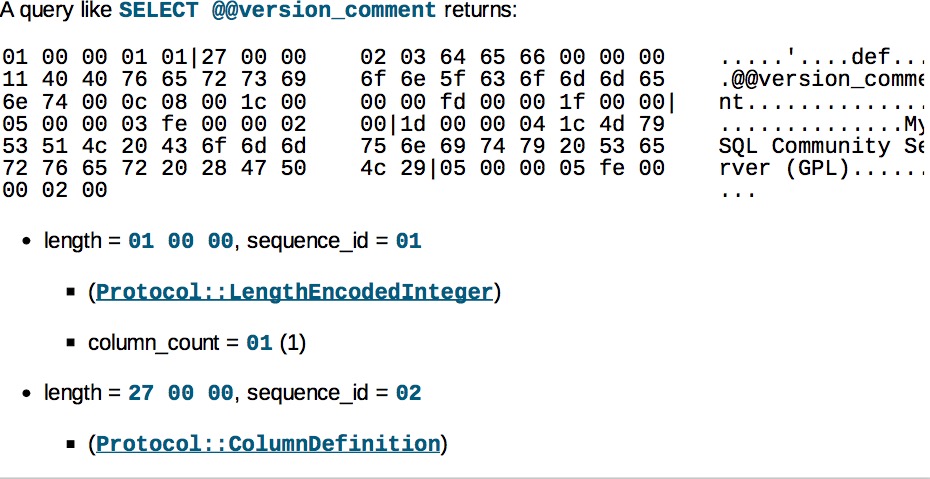 A query like SELECT @@version_comment returns:
01 00 00 01 01|27 00 00    02 03 64 65 66 00 00 00    .....'....def...
11 40 40 76 65 72 73 69    6f 6e 5f 63 6f 6d 6d 65    .@@version_comme
6e 74 00 0c 08 00 1c 00    00 00 fd 00 00 1f 00 00|   nt..............
05 00 00 03 fe 00 00 02    00|1d 00 00 04 1c 4d 79    ..............My
53 51 4c 20 43 6f 6d 6d    75 6e 69 74 79 20 53 65    SQL Community Se
72 76 65 72 20 28 47 50    4c 29|05 00 00 05 fe 00    rver (GPL)......
00 02 00                                              ...
• length = 01 00 00, sequence_id = 01
▪ (Protocol::LengthEncodedInteger)
▪ column_count = 01 (1)
• length = 27 00 00, sequence_id = 02
▪ (Protocol::ColumnDefinition)